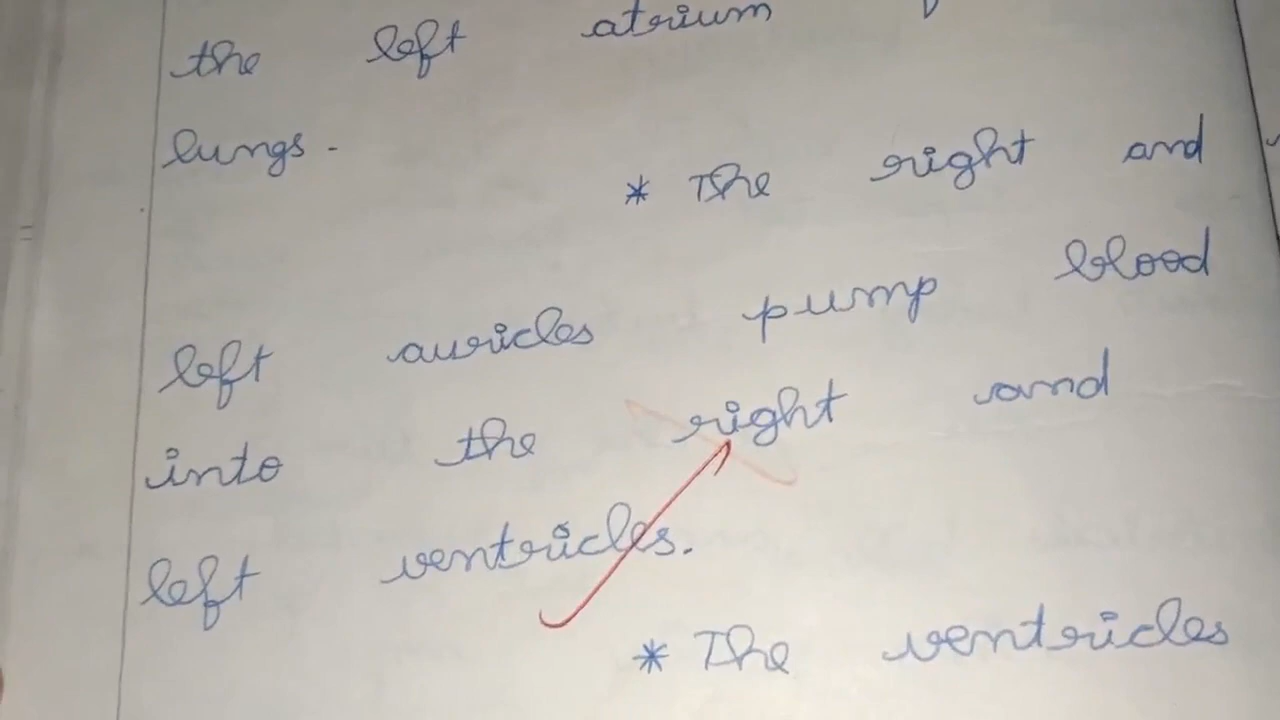 the left atrium
lungs.
* The right and
left auricles pump blood
into the right and
left ventricles.
* The ventricles